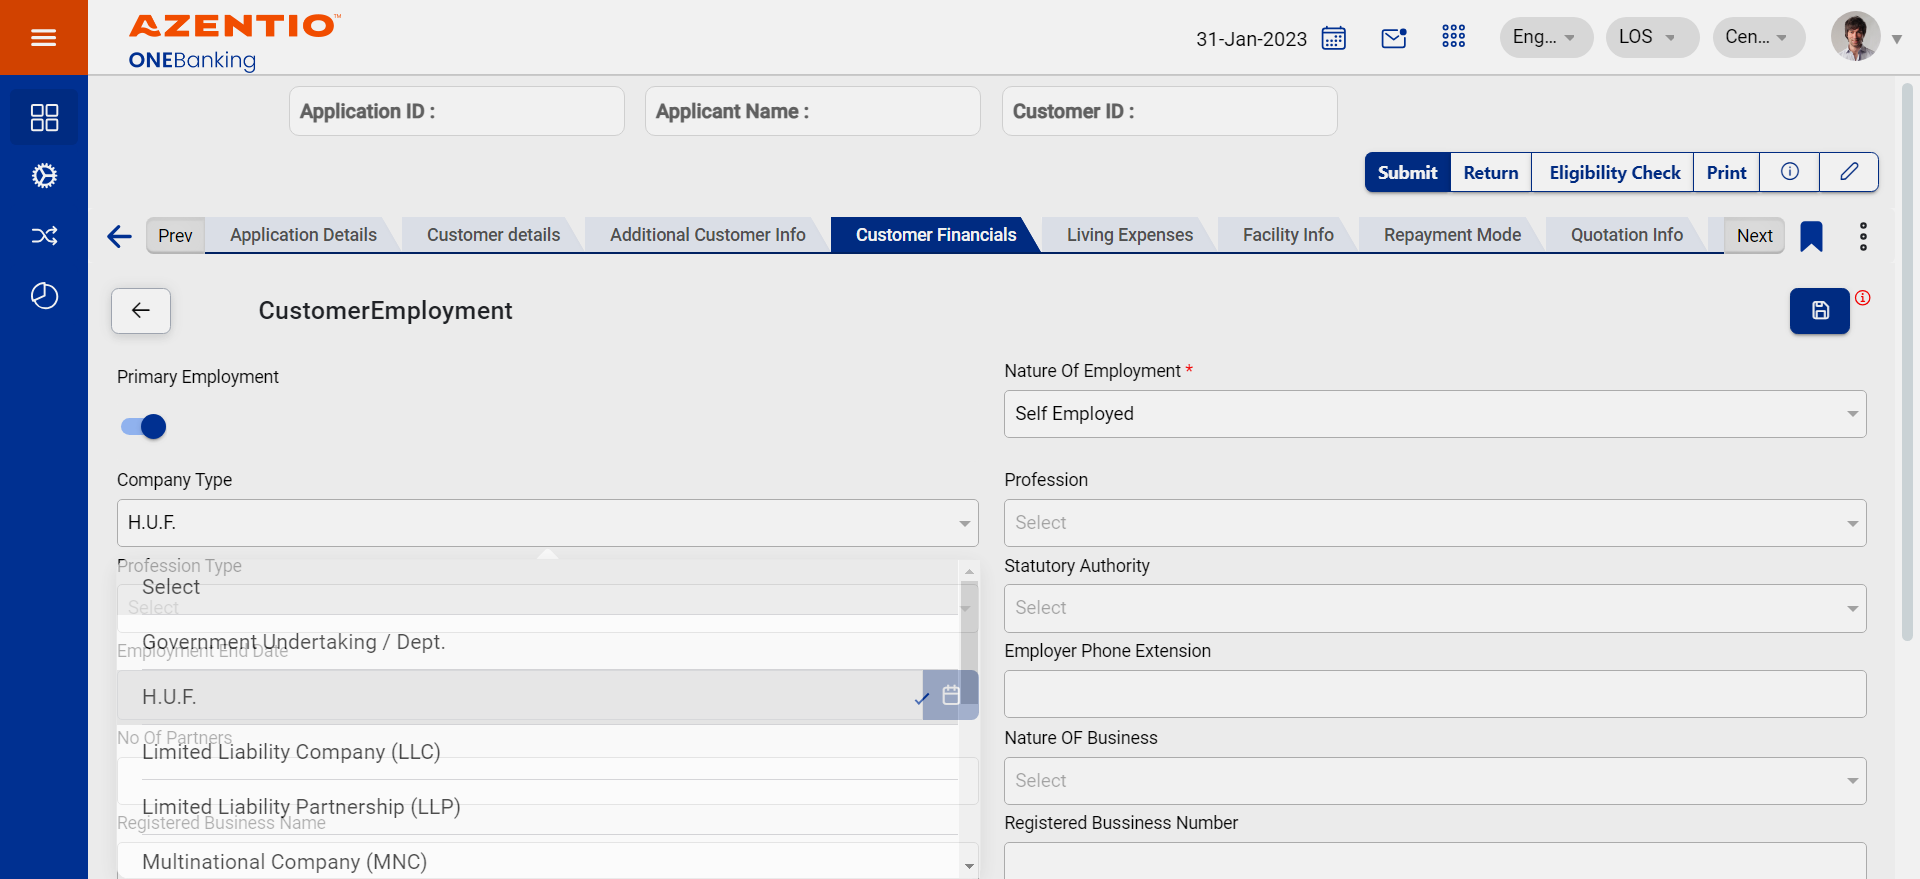 AZENTIO™
ONEBanking
31-Jan-2023
Eng...
LOS
Cen...
Application ID :
Applicant Name :
Customer ID :
Submit
Return
Eligibility Check
Print
Prev
Application Details
Customer details
Additional Customer Info
Customer Financials
Living Expenses
Facility Info
Repayment Mode
Quotation Info
Next
CustomerEmployment
Primary Employment
Nature Of Employment *
Self Employed
Company Type
H.U.F.
Profession
Select
Profession Type
Select
Select
Statutory Authority
Select
Government Undertaking / Dept.
Employment End Date
Employer Phone Extension
H.U.F.
No Of Partners
Limited Liability Company (LLC)
Nature OF Business
Select
Limited Liability Partnership (LLP)
Registered Business Name
Registered Bussiness Number
Multinational Company (MNC)